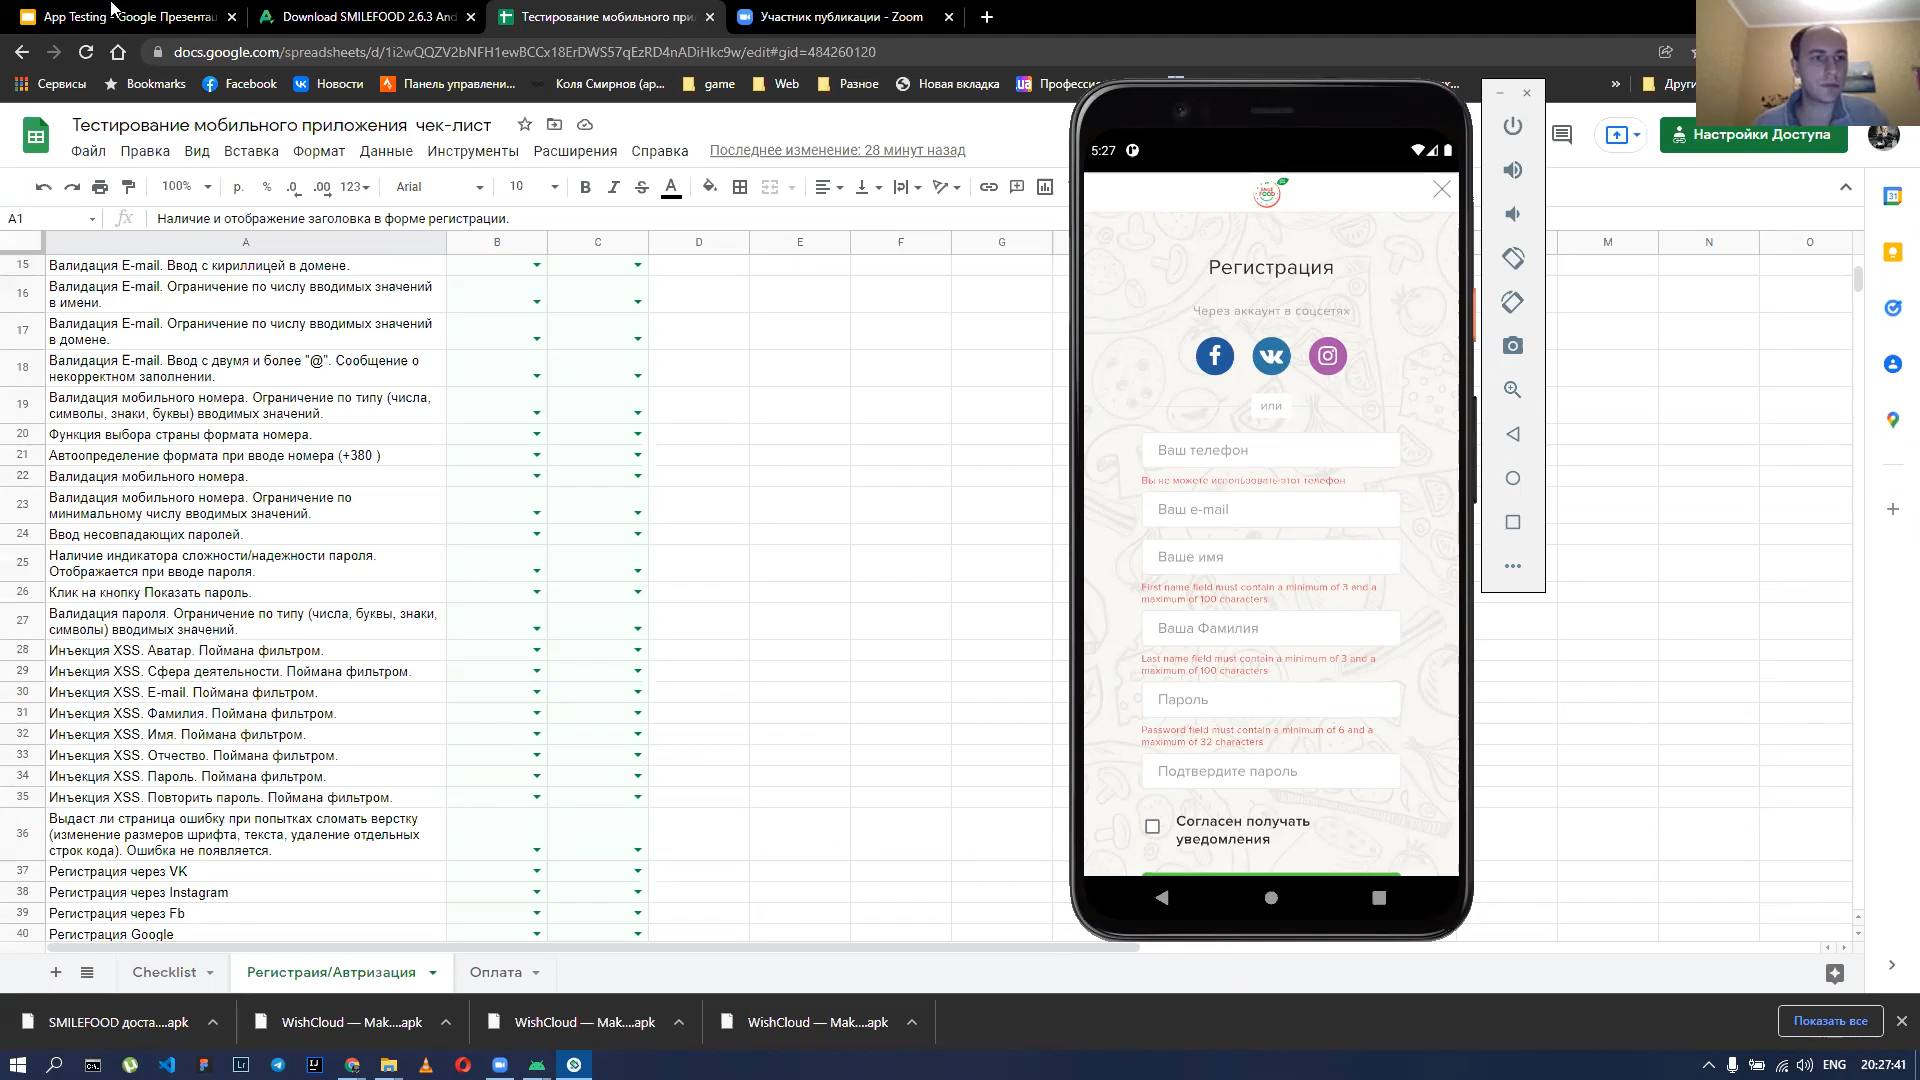 App Testing - Google Презентац
Download SMILEFOOD 2.6.3 And
Тестирование мобильного при
Участник публикации - Zoom
docs.google.com/spreadsheets/d/1i2wQQZV2bNFH1ewBCCx18ErDWS57qEzRD4nADiHkc9w/edit#gid=484260120
Сервисы
Bookmarks
Facebook
Новости
Панель управлени...
Коля Смирнов (ар...
game
Web
Разное
Новая вкладка
Професс
Други
Тестирование мобильного приложения чек-лист
Настройки Доступа
Файл Правка Вид Вставка Формат Данные Инструменты Расширения Справка
Последнее изменение: 28 минут назад
100% р. % .0 .00 123 Arial 10 B I S A
A1 fx Наличие и отображение заголовка в форме регистрации.
A B C D E F G M N O
15 Валидация E-mail. Ввод с кириллицей в домене.
16 Валидация E-mail. Ограничение по числу вводимых значений
в имени.
17 Валидация E-mail. Ограничение по числу вводимых значений
в домене.
18 Валидация E-mail. Ввод с двумя и более "@". Сообщение о
некорректном заполнении.
19 Валидация мобильного номера. Ограничение по типу (числа,
символы, знаки, буквы) вводимых значений.
20 Функция выбора страны формата номера.
21 Автоопределение формата при вводе номера (+380 )
22 Валидация мобильного номера.
23 Валидация мобильного номера. Ограничение по
минимальному числу вводимых значений.
24 Ввод несовпадающих паролей.
25 Наличие индикатора сложности/надежности пароля.
Отображается при вводе пароля.
26 Клик на кнопку Показать пароль.
27 Валидация пароля. Ограничение по типу (числа, буквы, знаки,
символы) вводимых значений.
28 Инъекция XSS. Аватар. Поймана фильтром.
29 Инъекция XSS. Сфера деятельности. Поймана фильтром.
30 Инъекция XSS. E-mail. Поймана фильтром.
31 Инъекция XSS. Фамилия. Поймана фильтром.
32 Инъекция XSS. Имя. Поймана фильтром.
33 Инъекция XSS. Отчество. Поймана фильтром.
34 Инъекция XSS. Пароль. Поймана фильтром.
35 Инъекция XSS. Повторить пароль. Поймана фильтром.
36 Выдаст ли страница ошибку при попытках сломать верстку
(изменение размеров шрифта, текста, удаление отдельных
строк кода). Ошибка не появляется.
37 Регистрация через VK
38 Регистрация через Instagram
39 Регистрация через Fb
40 Регистрация Google
5:27
SMILE
FOOD
Регистрация
Через аккаунт в соцсетях
или
Ваш телефон
Вы не можете использовать этот телефон
Ваш e-mail
Ваше имя
First name field must contain a minimum of 3 and a
maximum of 100 characters
Ваша Фамилия
Last name field must contain a minimum of 3 and a
maximum of 100 characters
Пароль
Password field must contain a minimum of 6 and a
maximum of 32 characters
Подтвердите пароль
Согласен получать
уведомления
Checklist
Регистраия/Автризация
Оплата
SMILEFOOD доста....apk
WishCloud — Mak....apk
WishCloud — Mak....apk
WishCloud — Mak....apk
Показать все
ENG 20:27:41